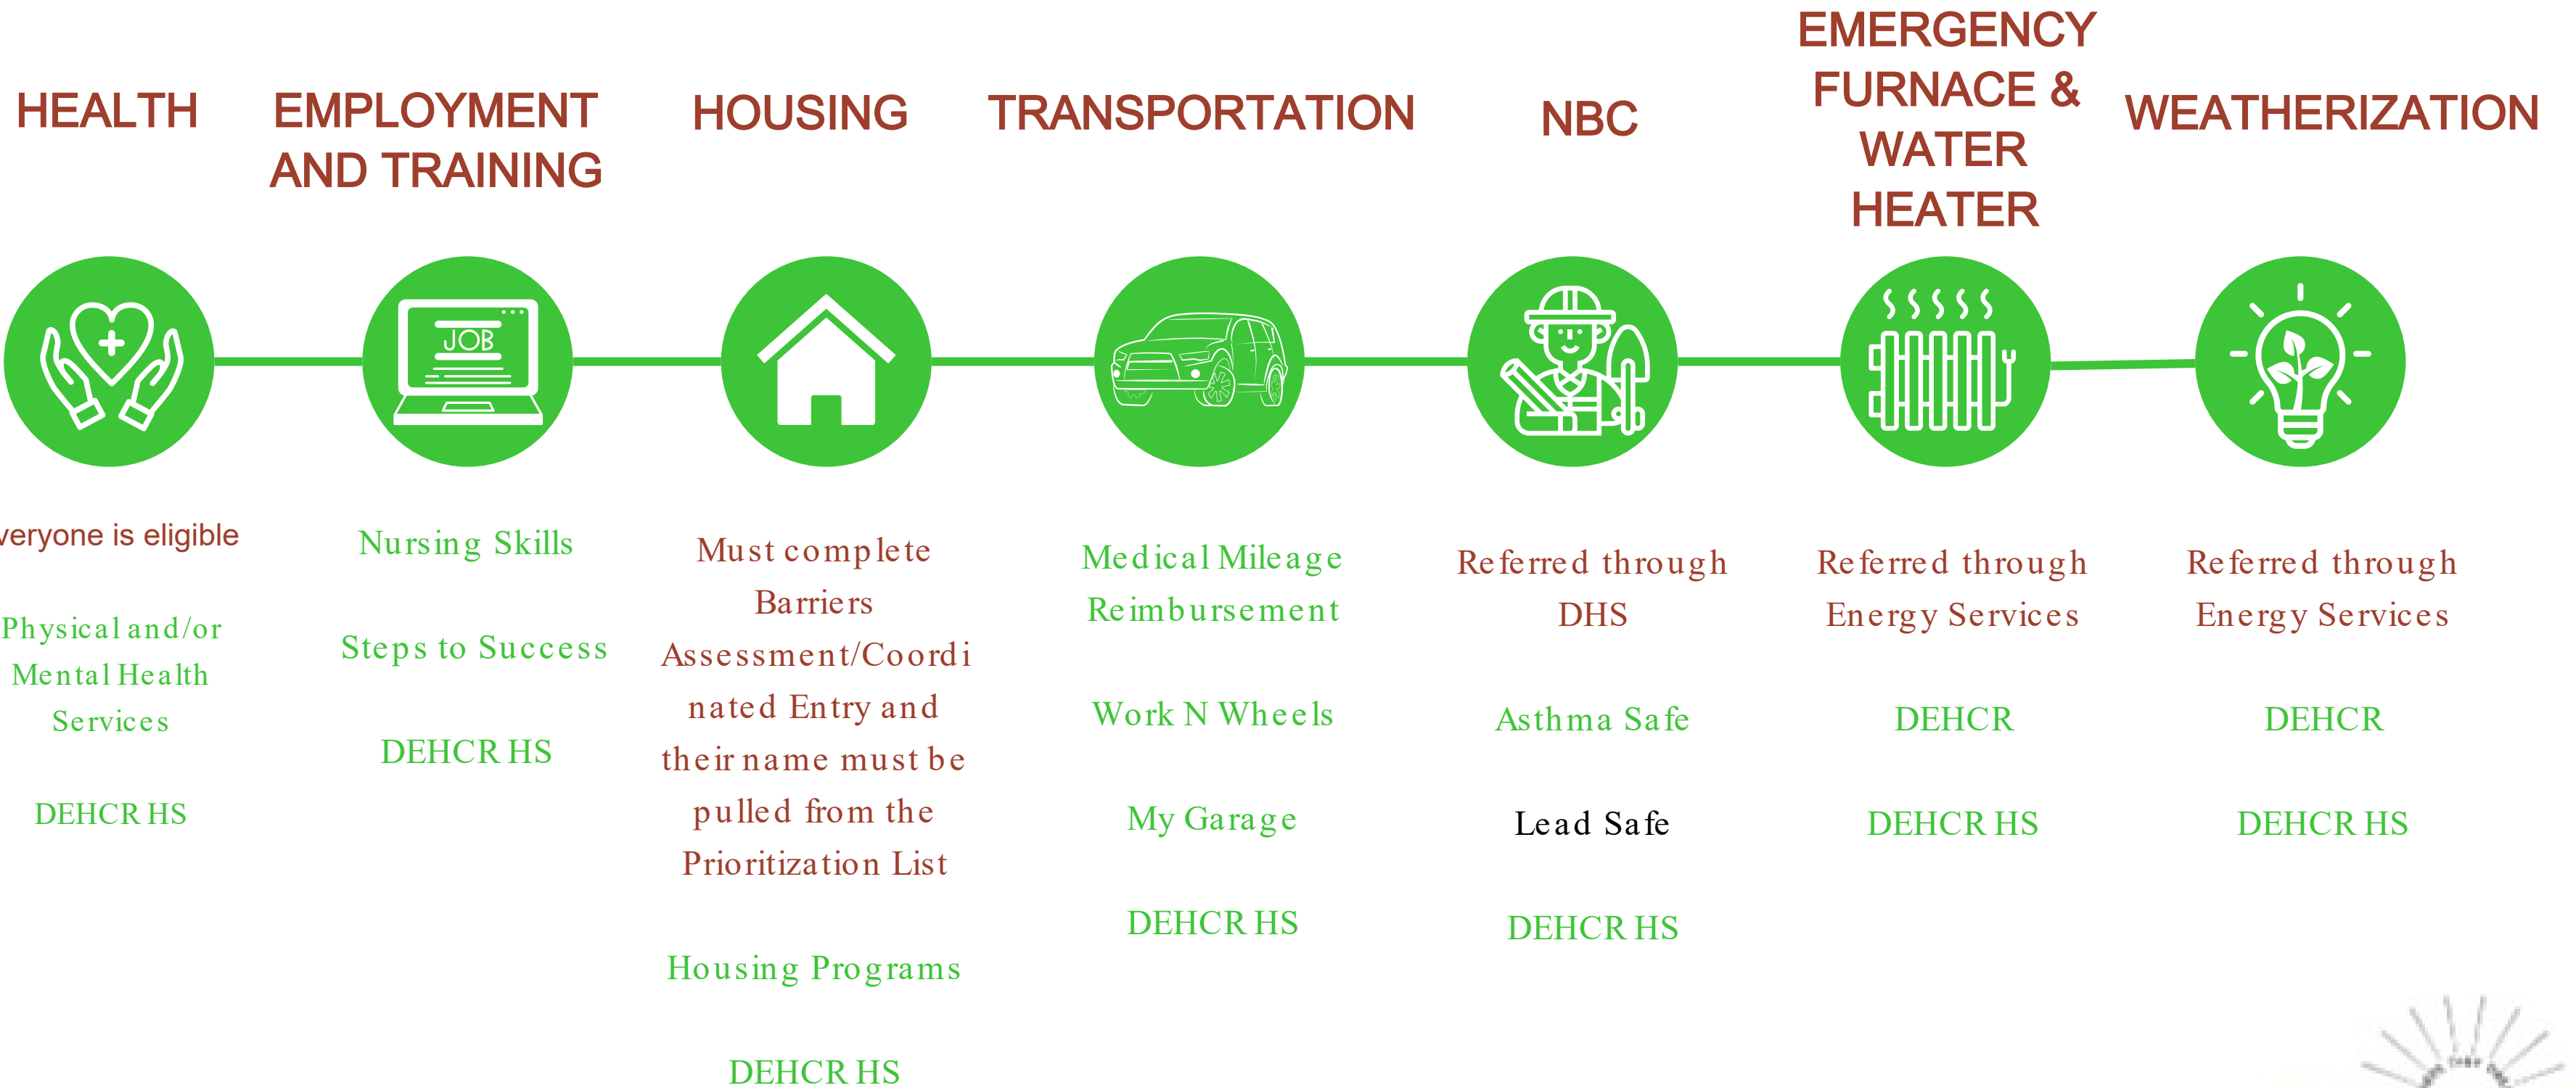 HEALTH
EMPLOYMENT
AND TRAINING
HOUSING
TRANSPORTATION
NBC
EMERGENCY
FURNACE &
WATER
HEATER
WEATHERIZATION
JOB
veryone is eligible
Physical and/or
Mental Health
Services
DEHCR HS
Nursing Skills
Steps to Success
DEHCR HS
Must complete
Barriers
Assessment/Coordi
nated Entry and
their name must be
pulled from the
Prioritization List
Housing Programs
DEHCR HS
Medical Mileage
Reimbursement
Work N Wheels
My Garage
DEHCR HS
Referred through
DHS
Asthma Safe
Lead Safe
DEHCR HS
Referred through
Energy Services
DEHCR
DEHCR HS
Referred through
Energy Services
DEHCR
DEHCR HS